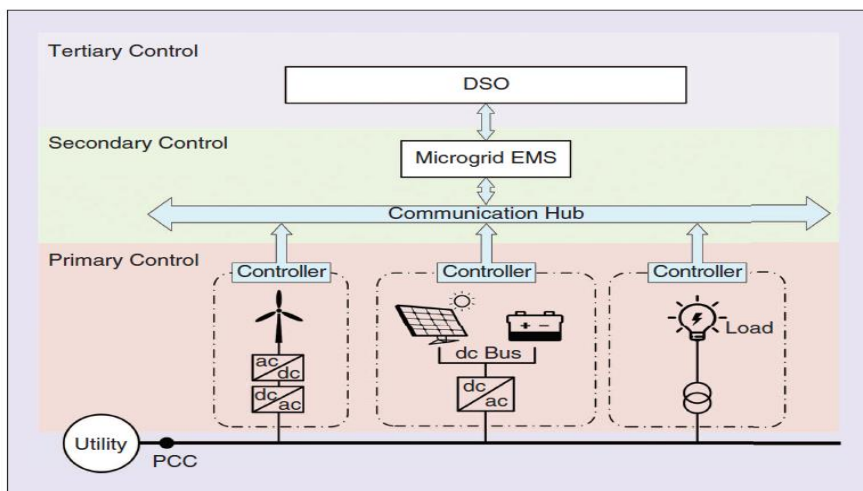 Tertiary Control
DSO
Secondary Control
Microgrid EMS
Communication Hub
Primary Control
Controller
Controller
Controller
Load
+ −
dc Bus
ac
dc
dc
ac
dc
ac
Utility
PCC